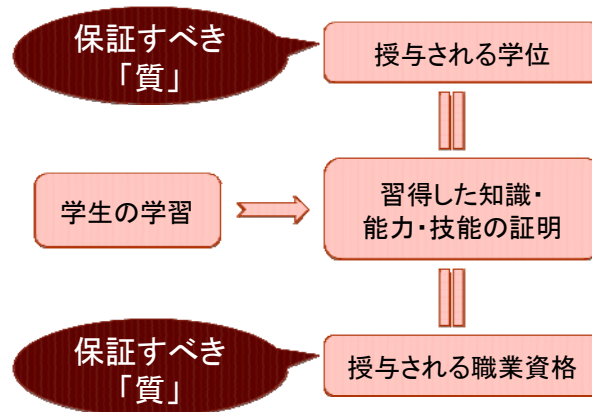 保証すべき
「質」
授与される学位
学生の学習
習得した知識・
能力・技能の証明
保証すべき
「質」
授与される職業資格